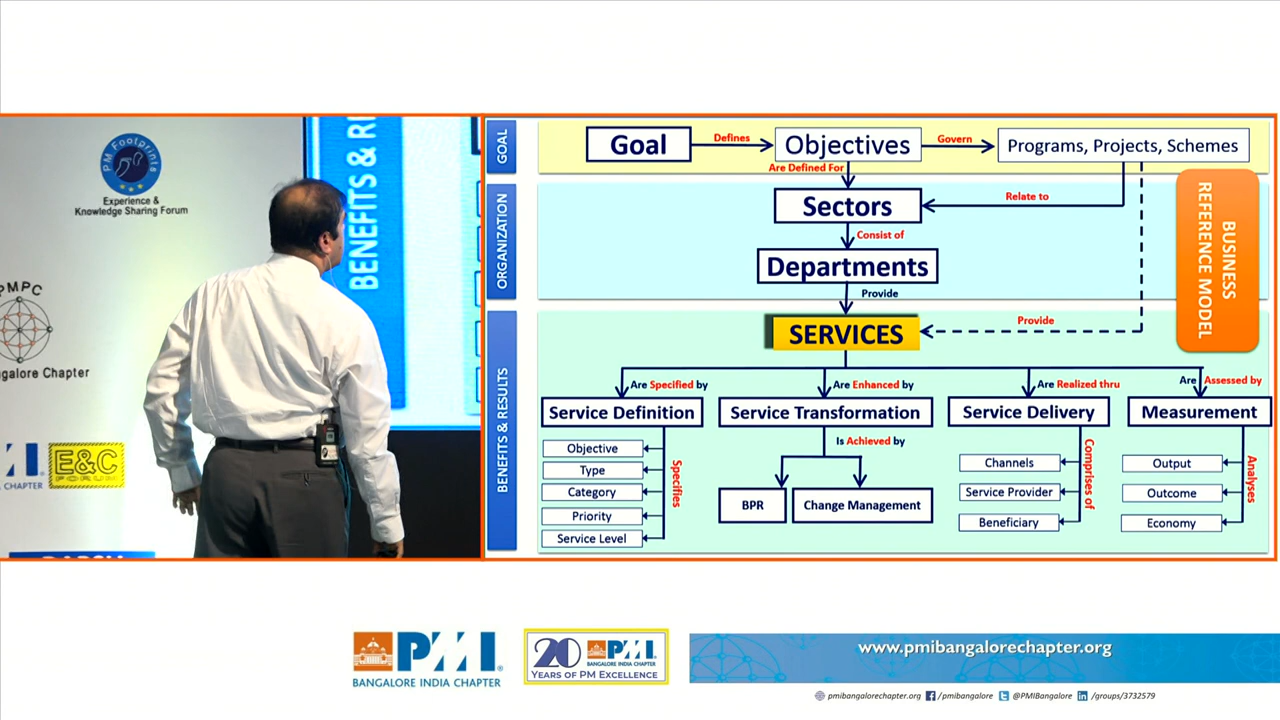 PM Footprints
Experience &
Knowledge Sharing Forum
PMPC
galore Chapter
CHAPTER
E&C
FORUM
BENEFITS & R
GOAL
Goal
Defines
Objectives
Govern
Programs, Projects, Schemes
Are Defined For
ORGANIZATION
Sectors
Relate to
Consist of
Departments
Provide
BUSINESS
REFERENCE MODEL
BENEFITS & RESULTS
SERVICES
Provide
Are Specified by
Are Enhanced by
Are Realized thru
Are Assessed by
Service Definition
Service Transformation
Service Delivery
Measurement
Objective
Type
Category
Priority
Service Level
Specifies
Is Achieved by
BPR
Change Management
Channels
Service Provider
Beneficiary
Comprises of
Output
Outcome
Economy
Analyses
PMI
BANGALORE INDIA CHAPTER
20
PMI
BANGALORE INDIA CHAPTER
YEARS OF PM EXCELLENCE
www.pmibangalorechapter.org
pmibangalorechapter.org /pmibangalore @PMIBangalore /groups/3732579